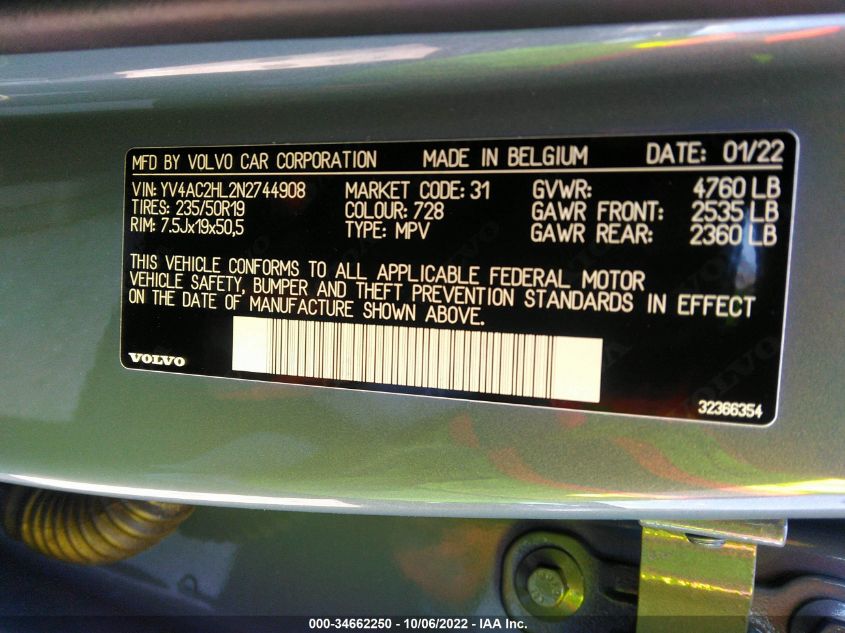 MFD BY VOLVO CAR CORPORATION MADE IN BELGIUM DATE: 01/22
VIN: YV4AC2HL2N2744908 MARKET CODE: 31 GVWR: 4760 LB
TIRES: 235/50R19 COLOUR: 728 GAWR FRONT: 2535 LB
RIM: 7.5Jx19x50,5 TYPE: MPV GAWR REAR: 2360 LB
THIS VEHICLE CONFORMS TO ALL APPLICABLE FEDERAL MOTOR
VEHICLE SAFETY, BUMPER AND THEFT PREVENTION STANDARDS IN EFFECT
ON THE DATE OF MANUFACTURE SHOWN ABOVE.
VOLVO
32366354
000-34662250 - 10/06/2022 - IAA Inc.